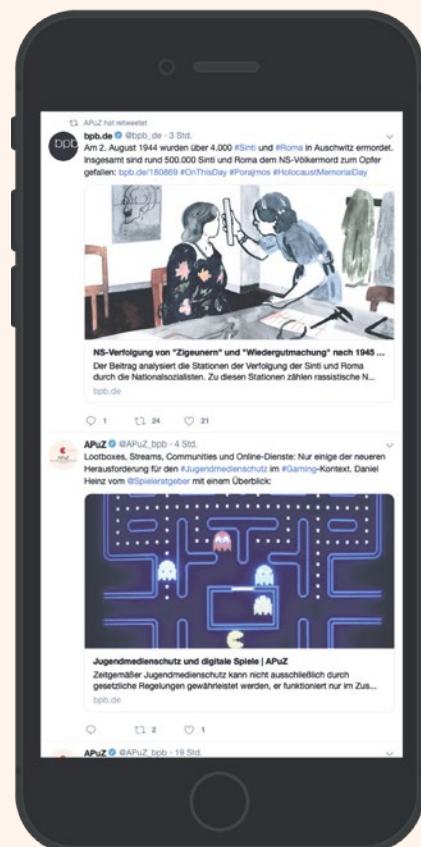 APuZ hat retweetet
bpb
bpb.de @bpb_de · 3 Std.
Am 2. August 1944 wurden über 4.000 #Sinti und #Roma in Auschwitz ermordet.
Insgesamt sind rund 500.000 Sinti und Roma dem NS-Völkermord zum Opfer
gefallen: bpb.de/180869 #OnThisDay #Porajmos #HolocaustMemorialDay
NS-Verfolgung von "Zigeunern" und "Wiedergutmachung" nach 1945 ...
Der Beitrag analysiert die Stationen der Verfolgung der Sinti und Roma
durch die Nationalsozialisten. Zu diesen Stationen zählen rassistische N...
bpb.de
1 24 21
APuZ
APuZ @APuZ_bpb · 4 Std.
Lootboxes, Streams, Communities und Online-Dienste: Nur einige der neueren
Herausforderung für den #Jugendmedienschutz im #Gaming-Kontext. Daniel
Heinz vom @Spieleratgeber mit einem Überblick:
Jugendmedienschutz und digitale Spiele | APuZ
Zeitgemäßer Jugendmedienschutz kann nicht ausschließlich durch
gesetzliche Regelungen gewährleistet werden, er funktioniert nur im Zus...
bpb.de
2 1
APuZ @APuZ_bpb · 19 Std.